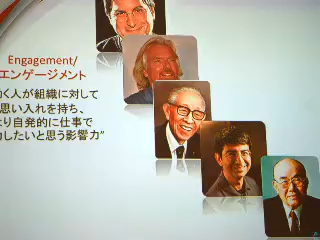 Engagement/
エンゲージメント
く人が組織に対して
思い入れを持ち、
より自発的に仕事で
したいと思う影響力”